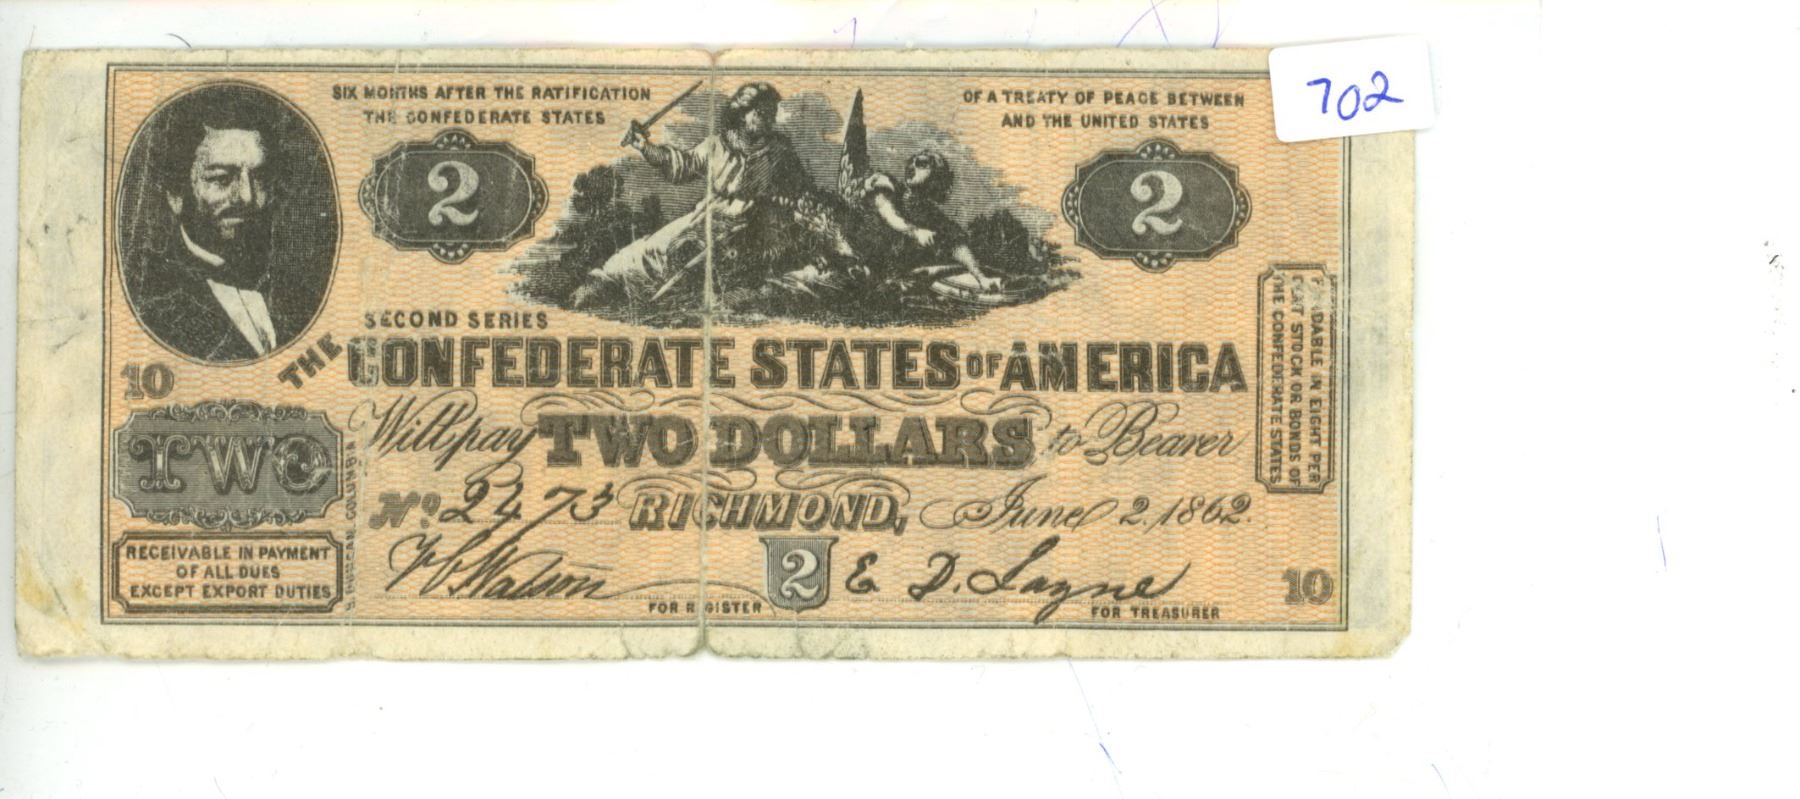 702
SIX MONTHS AFTER THE RATIFICATION
THE CONFEDERATE STATES
OF A TREATY OF PEACE BETWEEN
AND THE UNITED STATES
2
2
SECOND SERIES
THE CONFEDERATE STATES OF AMERICA
Will pay TWO DOLLARS to Bearer
No. 2473 RICHMOND, June 2. 1862.
10
TWO
RECEIVABLE IN PAYMENT
OF ALL DUES
EXCEPT EXPORT DUTIES
COLUMBIA
2
E. D. Layne
FOR REGISTER
FOR TREASURER
10
FUNDABLE IN EIGHT PER
STOCK OR BONDS OF
THE CONFEDERATE STATES